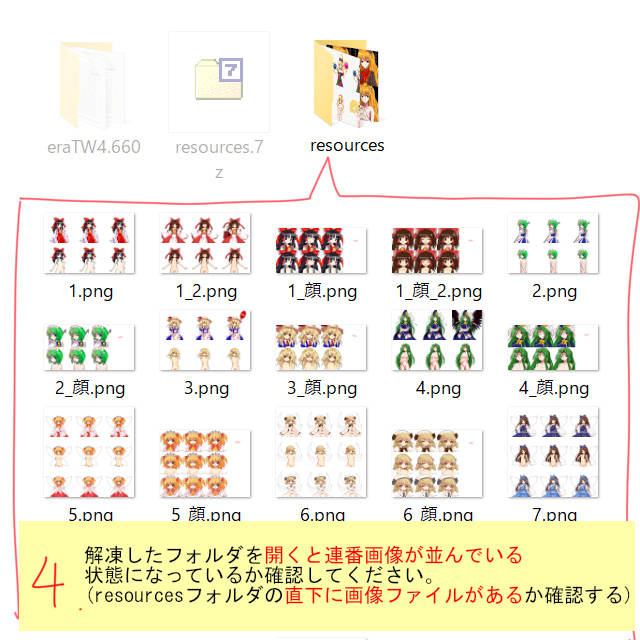 eraTW4.660
resources.7
z
resources
1.png
1_2.png
1_顔.png
1_顔_2.png
2.png
2_顔.png
3.png
3_顔.png
4.png
4_顔.png
5.png
5_顔.png
6.png
6_顔.png
7.png
4.
解凍したフォルダを開くと連番画像が並んでいる
状態になっているか確認してください。
(resourcesフォルダの直下に画像ファイルがあるか確認する)